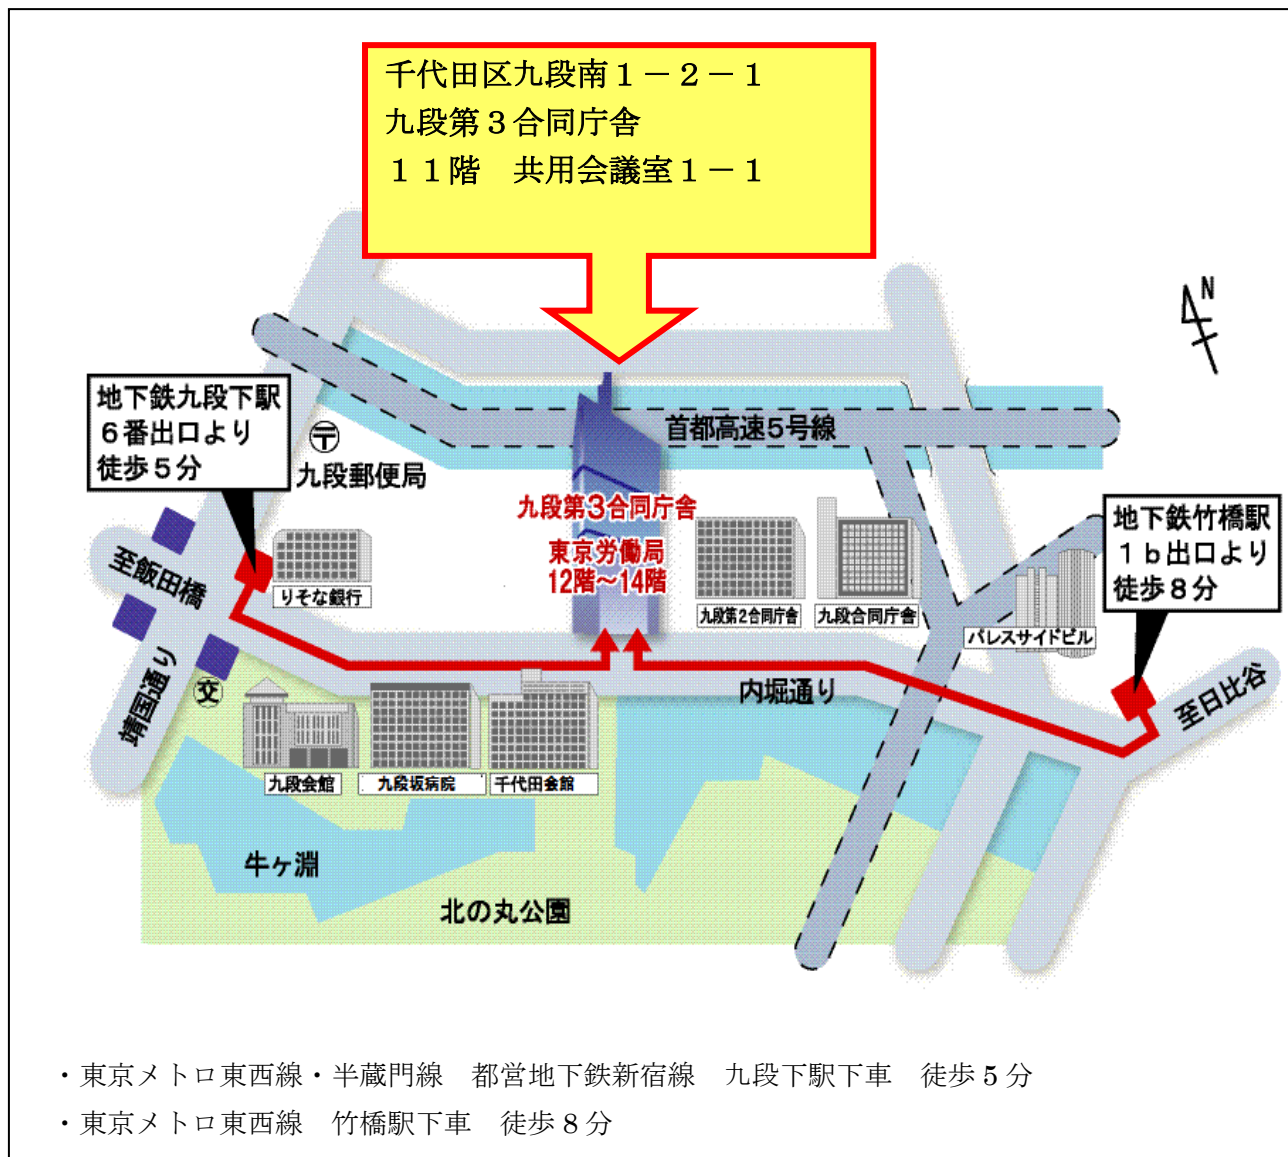 千代田区九段南１－２－１
九段第３合同庁舎
１１階　共用会議室１－１
N
地下鉄九段下駅
６番出口より
徒歩５分
〒
九段郵便局
首都高速5号線
九段第3合同庁舎
東京労働局
12階～14階
地下鉄竹橋駅
１ｂ出口より
徒歩８分
至飯田橋
りそな銀行
九段第2合同庁舎
九段合同庁舎
パレスサイドビル
靖国通り
交
内堀通り
至日比谷
九段会館
九段坂病院
千代田会館
牛ヶ淵
北の丸公園
・東京メトロ東西線・半蔵門線　都営地下鉄新宿線　九段下駅下車　徒歩 5 分
・東京メトロ東西線　竹橋駅下車　徒歩 8 分